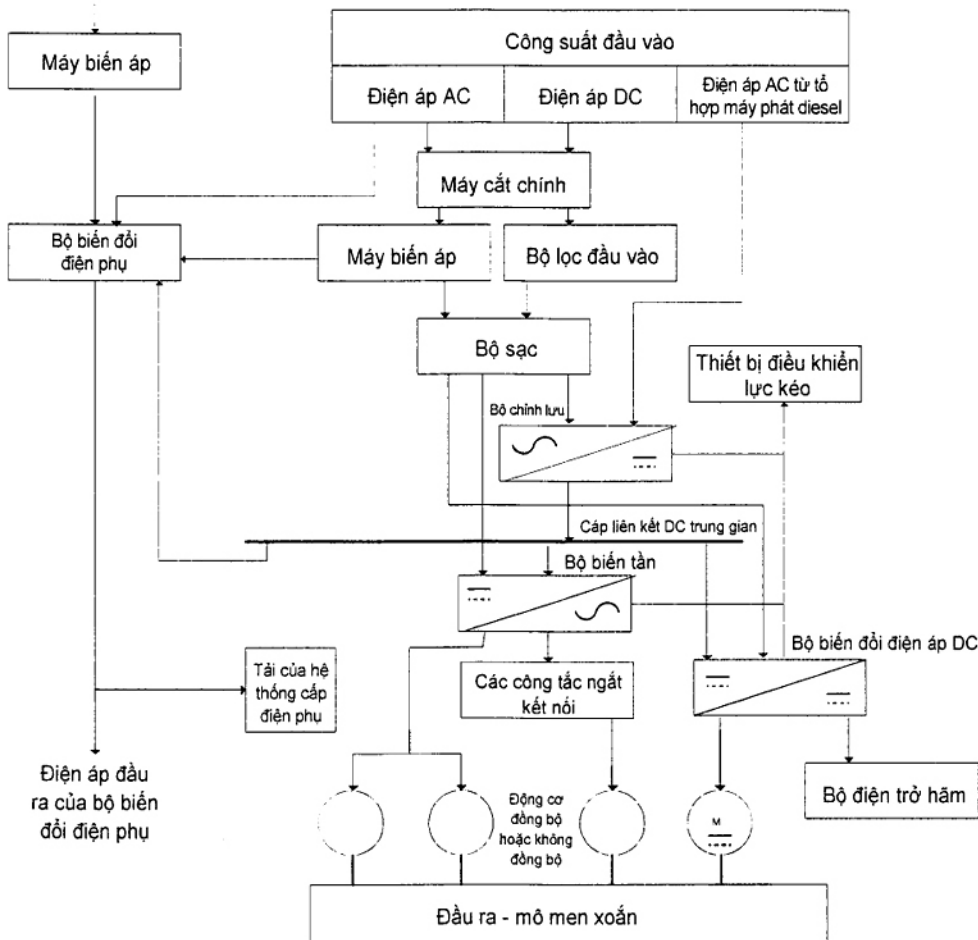 Máy biến áp
Công suất đầu vào
Điện áp AC
Điện áp DC
Điện áp AC từ tổ
hợp máy phát diesel
Máy cắt chính
Bộ biến đổi
điện phụ
Máy biến áp
Bộ lọc đầu vào
Bộ sạc
Thiết bị điều khiển
lực kéo
Bộ chỉnh lưu
Cáp liên kết DC trung gian
Bộ biến tần
Bộ biến đổi điện áp DC
Tải của hệ
thống cấp
điện phụ
Các công tắc ngắt
kết nối
Điện áp đầu
ra của bộ biến
đổi điện phụ
Động cơ
đồng bộ
hoặc không
đồng bộ
M
Bộ điện trở hãm
Đầu ra - mô men xoắn